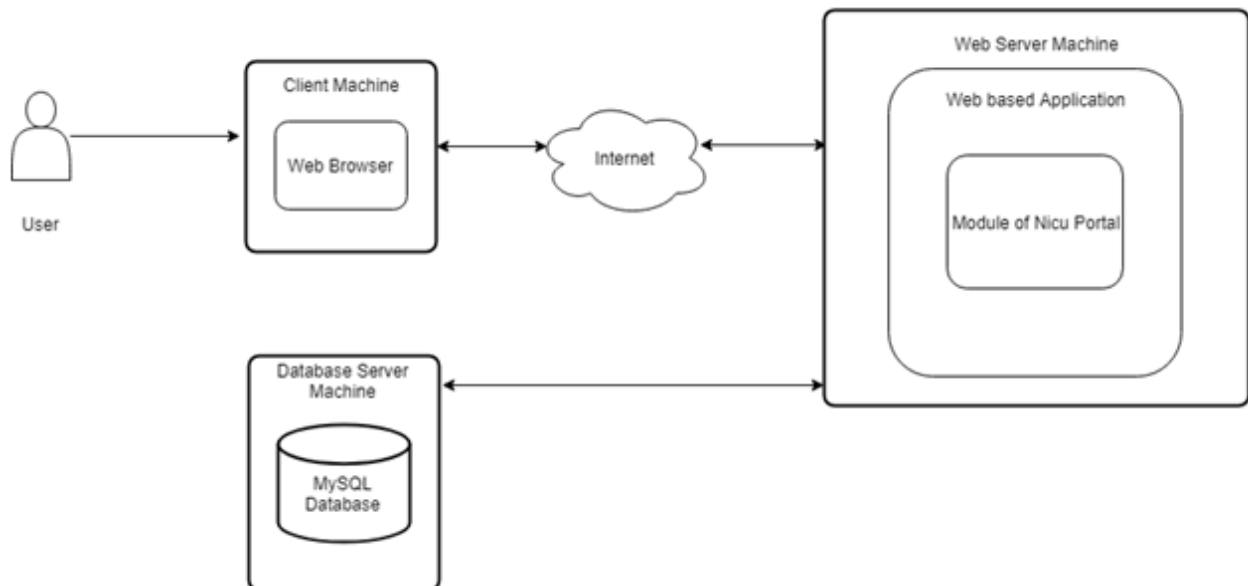 Web Server Machine
Client Machine
Web based Application
Web Browser
Internet
User
Module of Nicu Portal
Database Server
Machine
MySQL
Database